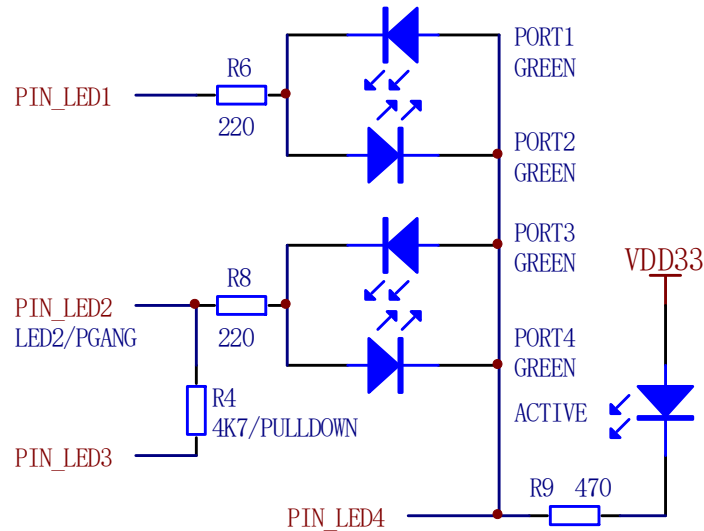 PORT1
GREEN
R6
PIN_LED1
220
PORT2
GREEN
PORT3
GREEN
VDD33
R8
PIN_LED2
LED2/PGANG
220
PORT4
GREEN
R4
4K7/PULLDOWN
ACTIVE
PIN_LED3
R9 470
PIN_LED4